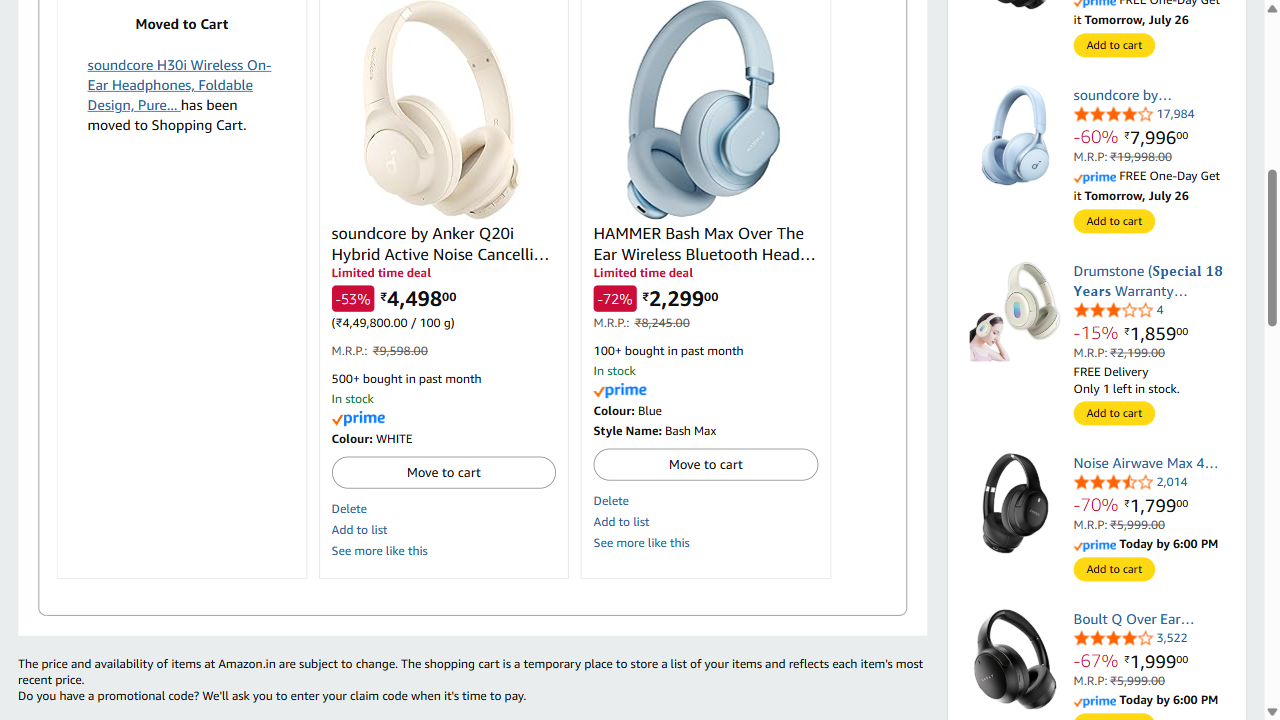 Moved to Cart
soundcore H30i Wireless On-
Ear Headphones, Foldable
Design, Pure... has been
moved to Shopping Cart.
soundcore by Anker Q20i
Hybrid Active Noise Cancelli…
Limited time deal
-53% ₹4,49800
(₹4,49,800.00 / 100 g)
M.R.P.: ₹9,598.00
500+ bought in past month
In stock
prime
Colour: WHITE
Move to cart
Delete
Add to list
See more like this
HAMMER Bash Max Over The
Ear Wireless Bluetooth Head…
Limited time deal
-72% ₹2,29900
M.R.P.: ₹8,245.00
100+ bought in past month
In stock
prime
Colour: Blue
Style Name: Bash Max
Move to cart
Delete
Add to list
See more like this
The price and availability of items at Amazon.in are subject to change. The shopping cart is a temporary place to store a list of your items and reflects each item's most
recent price.
Do you have a promotional code? We'll ask you to enter your claim code when it's time to pay.
prime FREE One-Day Get
it Tomorrow, July 26
Add to cart
soundcore by…
17,984
-60% ₹7,99600
M.R.P: ₹19,998.00
prime FREE One-Day Get
it Tomorrow, July 26
Add to cart
Drumstone (𝐒𝐩𝐞𝐜𝐢𝐚𝐥 𝟏𝟖
𝐘𝐞𝐚𝐫𝐬 Warranty…
4
-15% ₹1,85900
M.R.P: ₹2,199.00
FREE Delivery
Only 1 left in stock.
Add to cart
Noise Airwave Max 4…
2,014
-70% ₹1,79900
M.R.P: ₹5,999.00
prime Today by 6:00 PM
Add to cart
Boult Q Over Ear…
3,522
-67% ₹1,99900
M.R.P: ₹5,999.00
prime Today by 6:00 PM